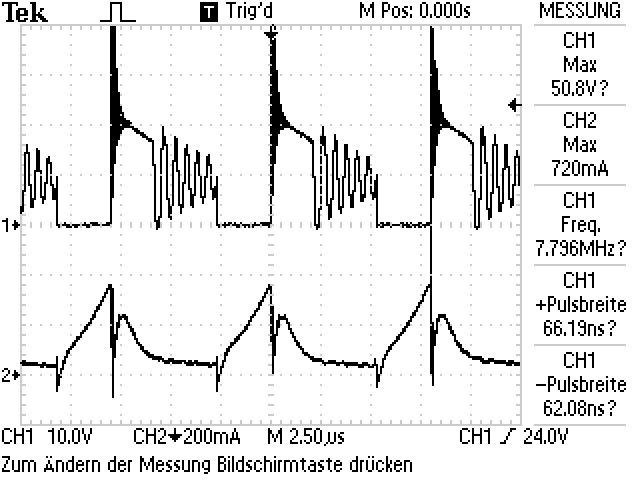 Tek T Trig'd M Pos: 0.000s MESSUNG
CH1
Max
50.8V?
CH2
Max
720mA
CH1
Freq.
7.796MHz?
CH1
+Pulsbreite
66.19ns?
CH1
−Pulsbreite
62.08ns?
1
2
CH1 10.0V CH2 200mA M 2.50µs CH1 24.0V
Zum Ändern der Messung Bildschirmtaste drücken